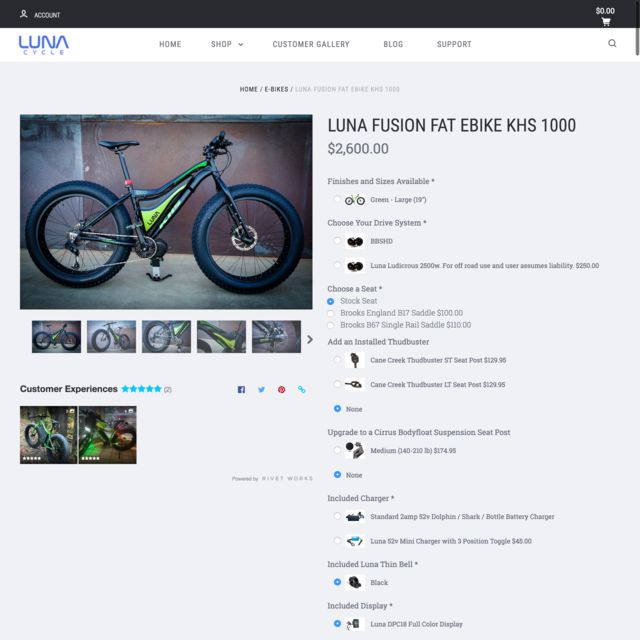 ACCOUNT
$0.00
LUNA
CYCLE
HOME
SHOP
CUSTOMER GALLERY
BLOG
SUPPORT
HOME / E-BIKES / LUNA FUSION FAT EBIKE KHS 1000
LUNA
LUNA FUSION FAT EBIKE KHS 1000
$2,600.00
Finishes and Sizes Available *
Green - Large (19")
Choose Your Drive System *
BBSHD
Luna Ludicrous 2500w. For off road use and user assumes liability. $250.00
Choose a Seat *
Stock Seat
Brooks England B17 Saddle $100.00
Brooks B67 Single Rail Saddle $110.00
Add an Installed Thudbuster
Cane Creek Thudbuster ST Seat Post $129.95
Cane Creek Thudbuster LT Seat Post $129.95
None
Upgrade to a Cirrus Bodyfloat Suspension Seat Post
Medium (140-210 lb) $174.95
None
Included Charger *
Standard 2amp 52v Dolphin / Shark / Bottle Battery Charger
Luna 52v Mini Charger with 3 Position Toggle $45.00
Included Luna Thin Bell *
Black
Included Display *
Luna DPC18 Full Color Display
Customer Experiences
(2)
Powered by RIVET WORKS